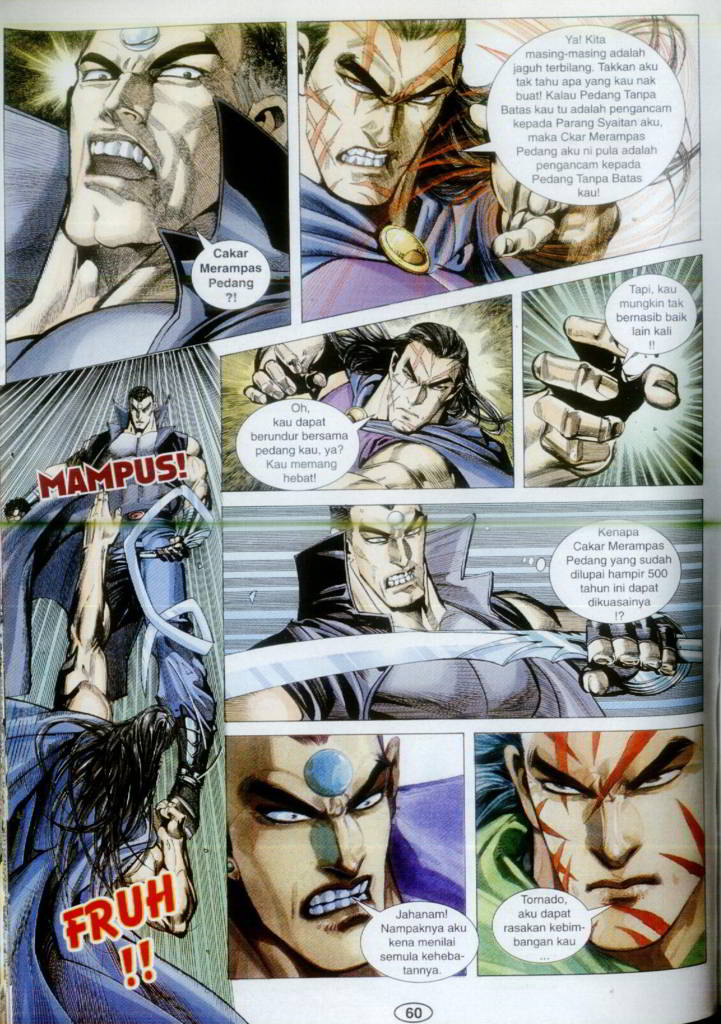 Cakar
Merampas
Pedang
?!
Ya! Kita
masing-masing adalah
jaguh terbilang. Takkan aku
tak tahu apa yang kau nak
buat! Kalau Pedang Tanpa
Batas kau tu adalah pengancam
kepada Parang Syaitan aku,
maka Ckar Merampas
Pedang aku ni pula adalah
pengancam kepada
Pedang Tanpa Batas
kau!
Oh,
kau dapat
berundur bersama
pedang kau, ya?
Kau memang
hebat!
Tapi, kau
mungkin tak
bernasib baik
lain kali
!!
MAMPUS!
FRUH
!!
Kenapa
Cakar Merampas
Pedang yang sudah
dilupai hampir 500
tahun ini dapat
dikuasainya
!?
Jahanam!
Nampaknya aku
kena menilai
semula keheba-
tannya.
Tornado,
aku dapat
rasakan kebim-
bangan kau
...
60